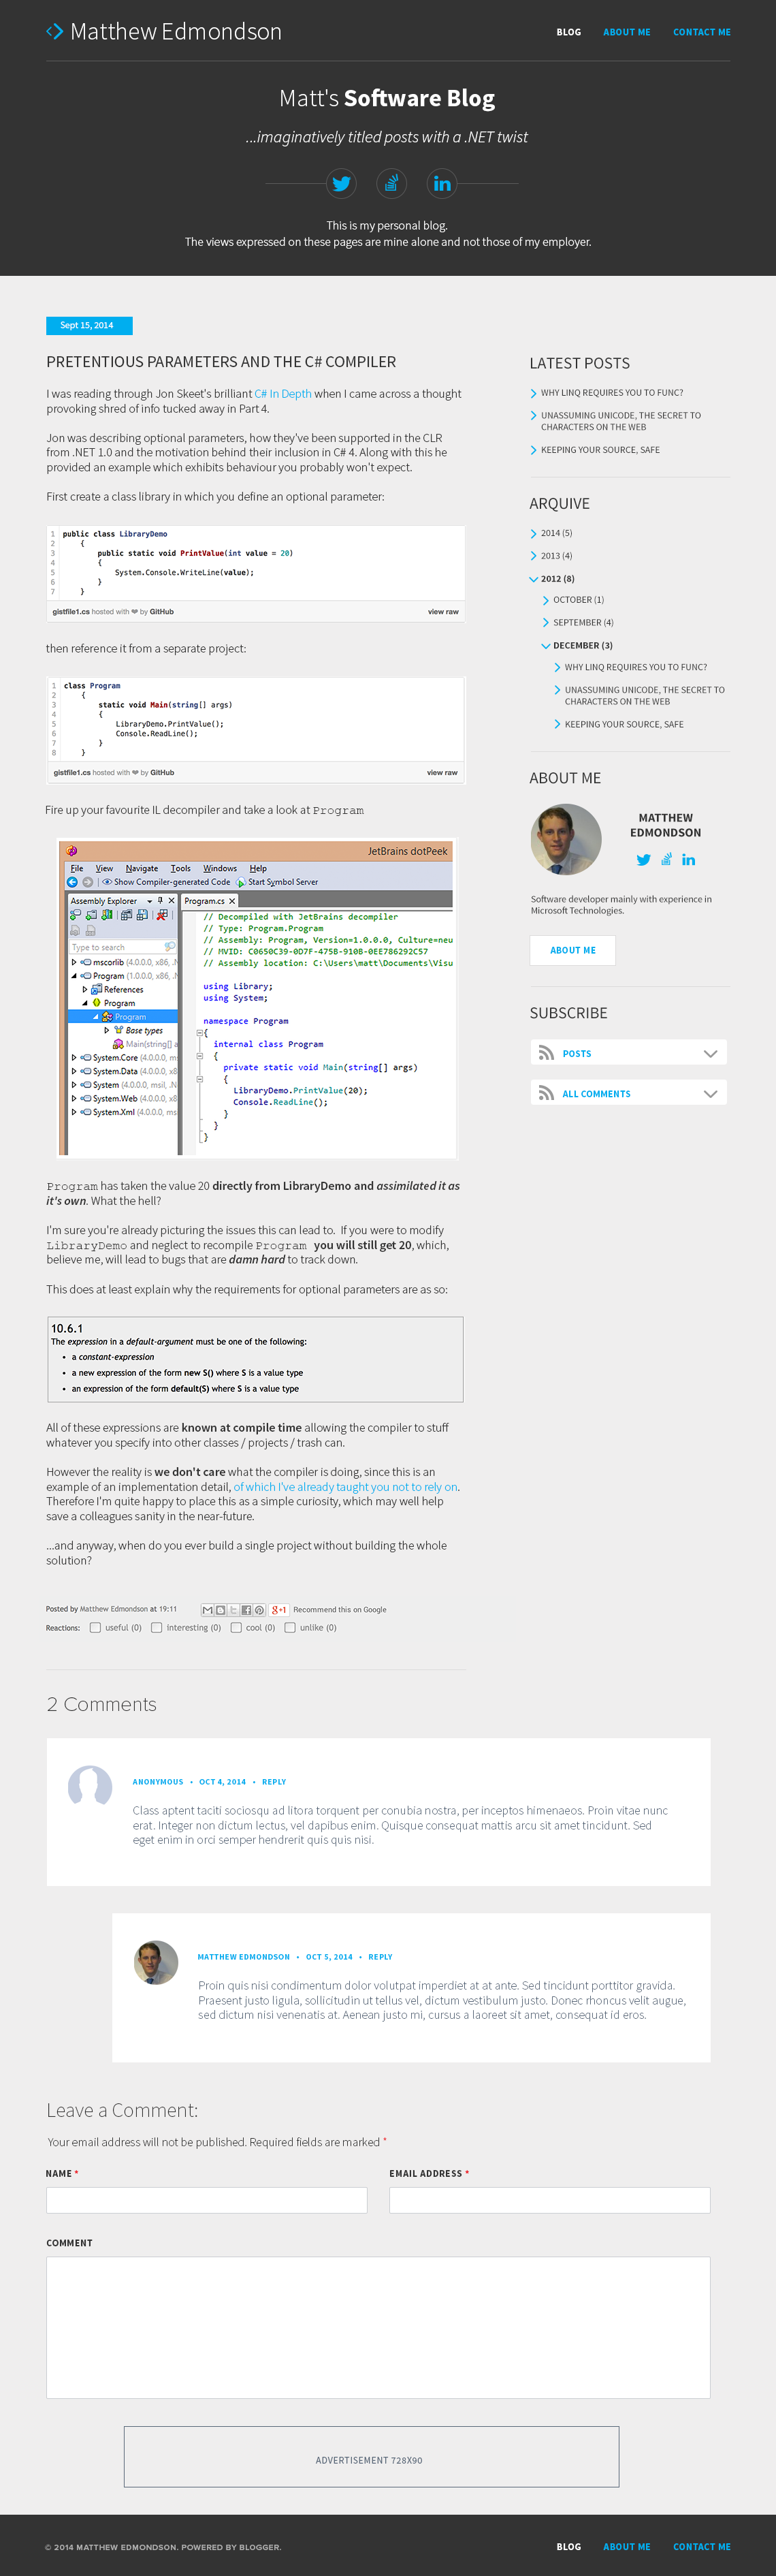 Matthew Edmondson
BLOG ABOUT ME CONTACT ME
Matt's Software Blog
...imaginatively titled posts with a .NET twist
This is my personal blog.
The views expressed on these pages are mine alone and not those of my employer.
Sept 15, 2014
PRETENTIOUS PARAMETERS AND THE C# COMPILER
I was reading through Jon Skeet's brilliant C# In Depth when I came across a thought
provoking shred of info tucked away in Part 4.
Jon was describing optional parameters, how they've been supported in the CLR
from .NET 1.0 and the motivation behind their inclusion in C# 4. Along with this he
provided an example which exhibits behaviour you probably won't expect.
First create a class library in which you define an optional parameter:
1 public class LibraryDemo
2 {
3 public static void PrintValue(int value = 20)
4 {
5 System.Console.WriteLine(value);
6 }
7 }
gistfile1.cs hosted with ❤ by GitHub view raw
then reference it from a separate project:
1 class Program
2 {
3 static void Main(string[] args)
4 {
5 LibraryDemo.PrintValue();
6 Console.ReadLine();
7 }
8 }
gistfile1.cs hosted with ❤ by GitHub view raw
Fire up your favourite IL decompiler and take a look at Program
JetBrains dotPeek
File View Navigate Tools Windows Help
Show Compiler-generated Code Start Symbol Server
Assembly Explorer
Type to search
mscorlib (4.0.0.0, x86, .N
Program (1.0.0.0, x86, .N
References
Program
Program
Base types
Main(string[] args):
System.Core (4.0.0.0, ms
System.Data (4.0.0.0, x8
System (4.0.0.0, msil, .N
System.Web (4.0.0.0, x8
System.Xml (4.0.0.0, ms
Program.cs
// Decompiled with JetBrains decompiler
// Type: Program.Program
// Assembly: Program, Version=1.0.0.0, Culture=neu
// MVID: C0650C39-0D7F-475B-910B-0EE786292C57
// Assembly location: C:\Users\matt\Documents\Visu
using Library;
using System;
namespace Program
{
internal class Program
{
private static void Main(string[] args)
{
LibraryDemo.PrintValue(20);
Console.ReadLine();
}
}
}
Program has taken the value 20 directly from LibraryDemo and assimilated it as
it's own. What the hell?
I'm sure you're already picturing the issues this can lead to. If you were to modify
LibraryDemo and neglect to recompile Program you will still get 20, which,
believe me, will lead to bugs that are damn hard to track down.
This does at least explain why the requirements for optional parameters are as so:
10.6.1
The expression in a default-argument must be one of the following:
• a constant-expression
• a new expression of the form new S() where S is a value type
• an expression of the form default(S) where S is a value type
All of these expressions are known at compile time allowing the compiler to stuff
whatever you specify into other classes / projects / trash can.
However the reality is we don't care what the compiler is doing, since this is an
example of an implementation detail, of which I've already taught you not to rely on.
Therefore I'm quite happy to place this as a simple curiosity, which may well help
save a colleagues sanity in the near-future.
...and anyway, when do you ever build a single project without building the whole
solution?
Posted by Matthew Edmondson at 19:11
g+1 Recommend this on Google
Reactions: useful (0) interesting (0) cool (0) unlike (0)
LATEST POSTS
WHY LINQ REQUIRES YOU TO FUNC?
UNASSUMING UNICODE, THE SECRET TO
CHARACTERS ON THE WEB
KEEPING YOUR SOURCE, SAFE
ARQUIVE
2014 (5)
2013 (4)
2012 (8)
OCTOBER (1)
SEPTEMBER (4)
DECEMBER (3)
WHY LINQ REQUIRES YOU TO FUNC?
UNASSUMING UNICODE, THE SECRET TO
CHARACTERS ON THE WEB
KEEPING YOUR SOURCE, SAFE
ABOUT ME
MATTHEW
EDMONDSON
Software developer mainly with experience in
Microsoft Technologies.
ABOUT ME
SUBSCRIBE
POSTS
ALL COMMENTS
2 Comments
ANONYMOUS • OCT 4, 2014 • REPLY
Class aptent taciti sociosqu ad litora torquent per conubia nostra, per inceptos himenaeos. Proin vitae nunc
erat. Integer non dictum lectus, vel dapibus enim. Quisque consequat mattis arcu sit amet tincidunt. Sed
eget enim in orci semper hendrerit quis quis nisi.
MATTHEW EDMONDSON • OCT 5, 2014 • REPLY
Proin quis nisi condimentum dolor volutpat imperdiet at at ante. Sed tincidunt porttitor gravida.
Praesent justo ligula, sollicitudin ut tellus vel, dictum vestibulum justo. Donec rhoncus velit augue,
sed dictum nisi venenatis at. Aenean justo mi, cursus a laoreet sit amet, consequat id eros.
Leave a Comment:
Your email address will not be published. Required fields are marked *
NAME * EMAIL ADDRESS *
COMMENT
ADVERTISEMENT 728X90
© 2014 MATTHEW EDMONDSON. POWERED BY BLOGGER.
BLOG ABOUT ME CONTACT ME